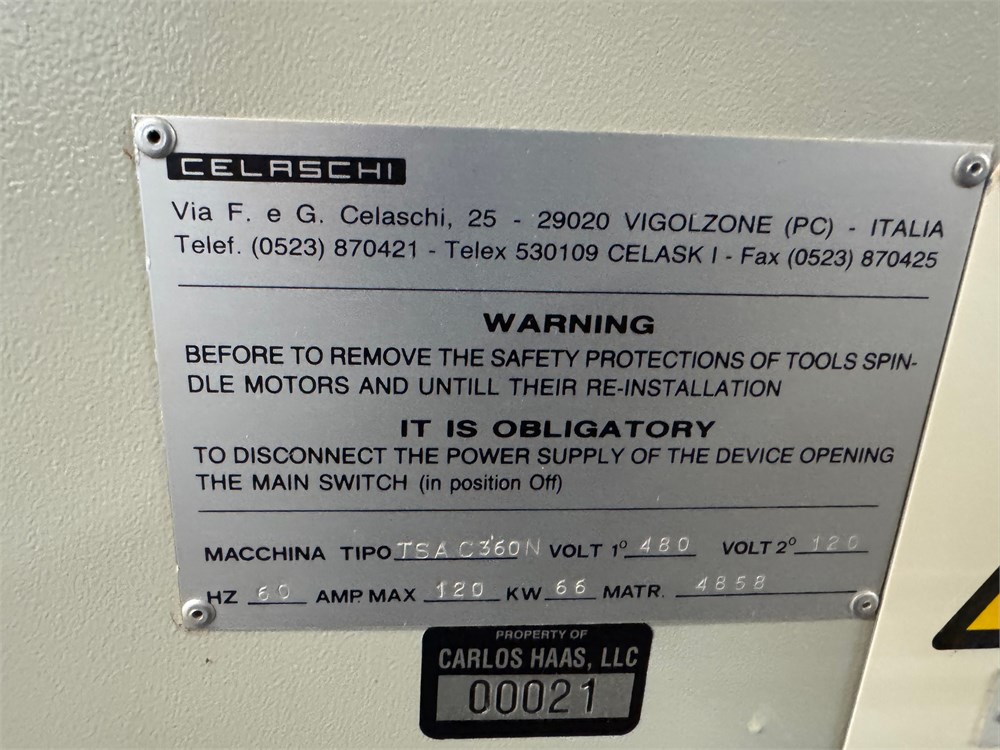 CELASCHI
Via F. e G. Celaschi, 25 - 29020 VIGOLZONE (PC) - ITALIA
Telef. (0523) 870421 - Telex 530109 CELASK I - Fax (0523) 870425
WARNING
BEFORE TO REMOVE THE SAFETY PROTECTIONS OF TOOLS SPIN-
DLE MOTORS AND UNTILL THEIR RE-INSTALLATION
IT IS OBLIGATORY
TO DISCONNECT THE POWER SUPPLY OF THE DEVICE OPENING
THE MAIN SWITCH (in position Off)
MACCHINA TIPO TSA C360N VOLT 1° 480 VOLT 2° 120
HZ 60 AMP. MAX 120 KW 66 MATR. 4858
PROPERTY OF
CARLOS HAAS, LLC
00021